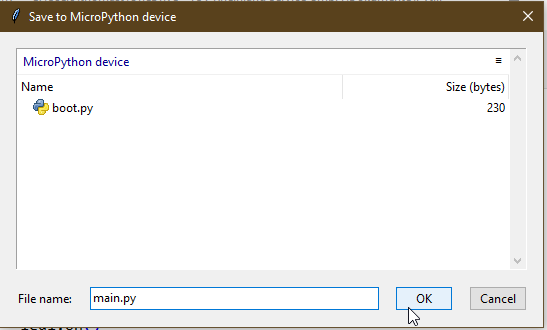 Save to MicroPython device
MicroPython device
Name Size (bytes)
boot.py 230
File name: main.py OK Cancel